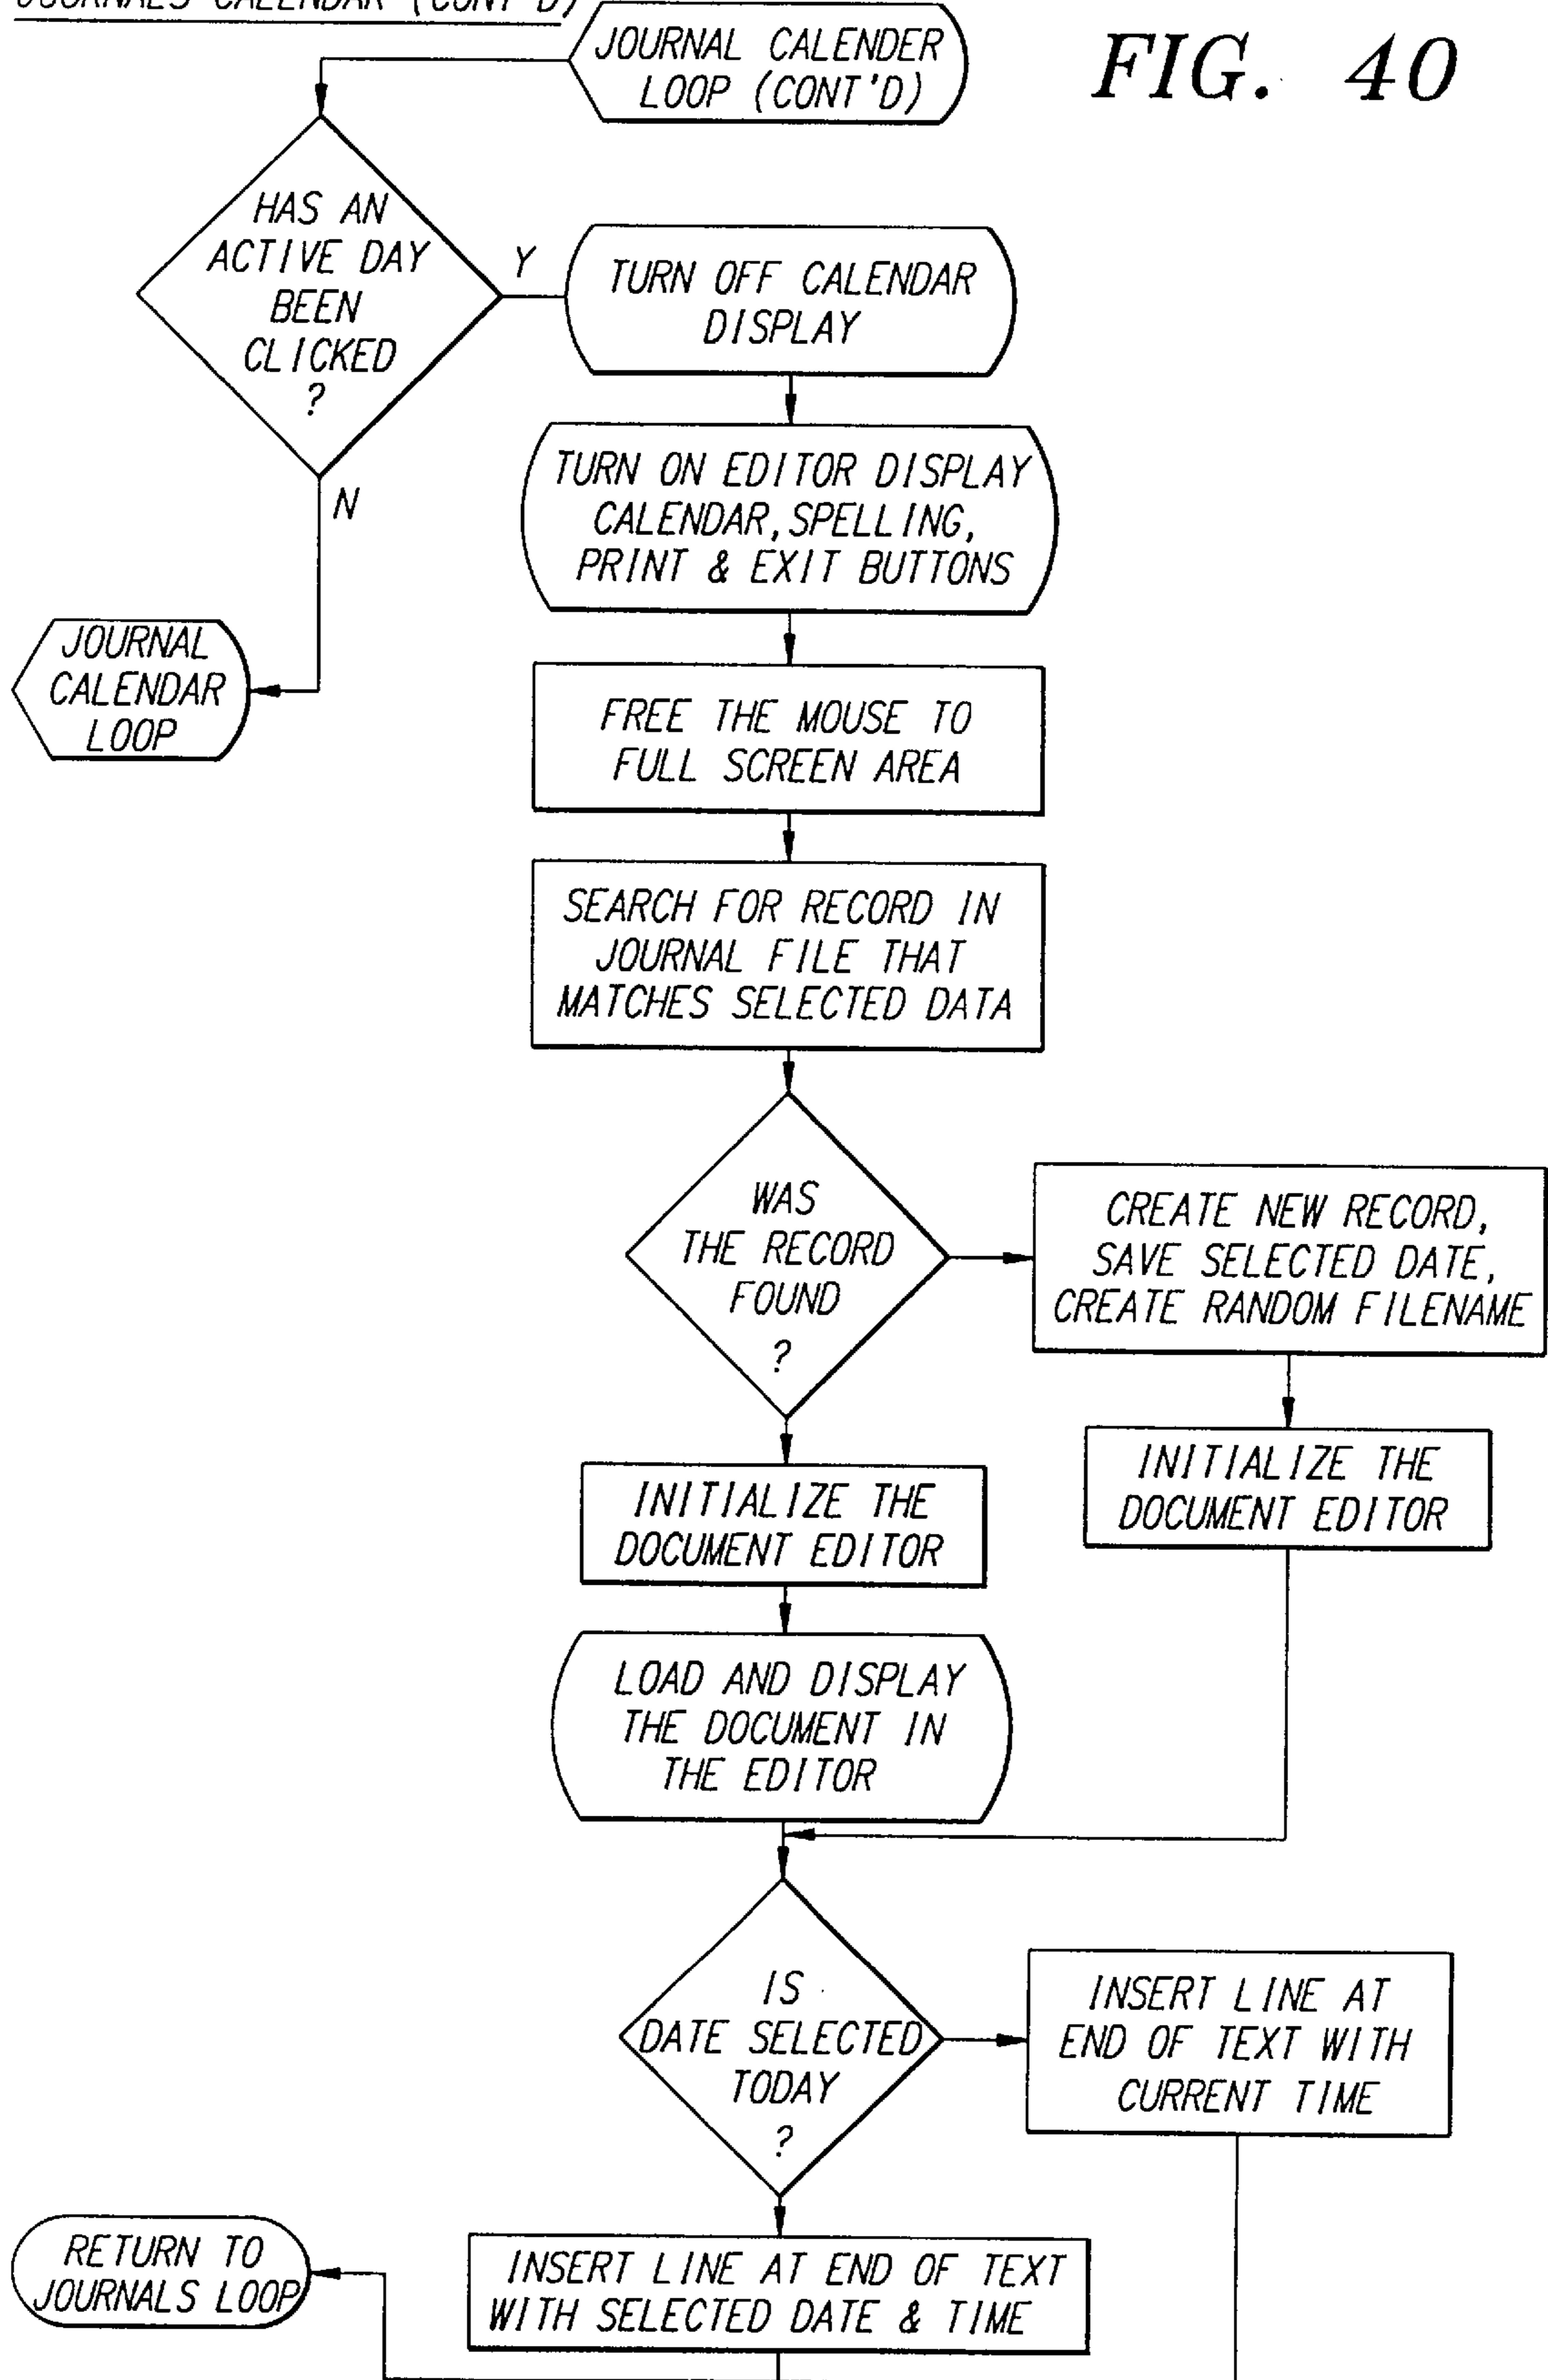 JOURNALS CALENDAR (CONT'D)
FIG. 40
JOURNAL CALENDER
LOOP (CONT'D)
HAS AN
ACTIVE DAY
BEEN
CLICKED
?
Y
TURN OFF CALENDAR
DISPLAY
N
TURN ON EDITOR DISPLAY
CALENDAR, SPELLING,
PRINT & EXIT BUTTONS
JOURNAL
CALENDAR
LOOP
FREE THE MOUSE TO
FULL SCREEN AREA
SEARCH FOR RECORD IN
JOURNAL FILE THAT
MATCHES SELECTED DATA
WAS
THE RECORD
FOUND
?
CREATE NEW RECORD,
SAVE SELECTED DATE,
CREATE RANDOM FILENAME
INITIALIZE THE
DOCUMENT EDITOR
INITIALIZE THE
DOCUMENT EDITOR
LOAD AND DISPLAY
THE DOCUMENT IN
THE EDITOR
IS
DATE SELECTED
TODAY
?
INSERT LINE AT
END OF TEXT WITH
CURRENT TIME
RETURN TO
JOURNALS LOOP
INSERT LINE AT END OF TEXT
WITH SELECTED DATE & TIME